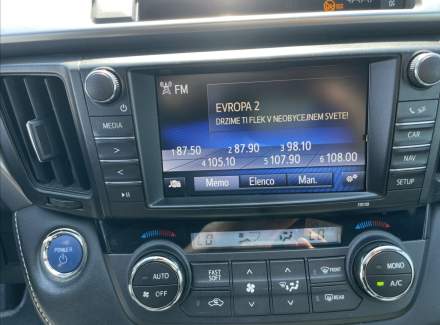 FM
EVROPA 2
DRZIME TI FLEK V NEOBYCEJNEM SVETE!
1 87.50 2 87.90 3 98.10
4 105.10 5 107.90 6 108.00
Memo Elenco Man.
MEDIA
CAR
NAV
SETUP
POWER
LO
AUTO
OFF
FAST
SOFT
FRONT
REAR
MONO
A/C